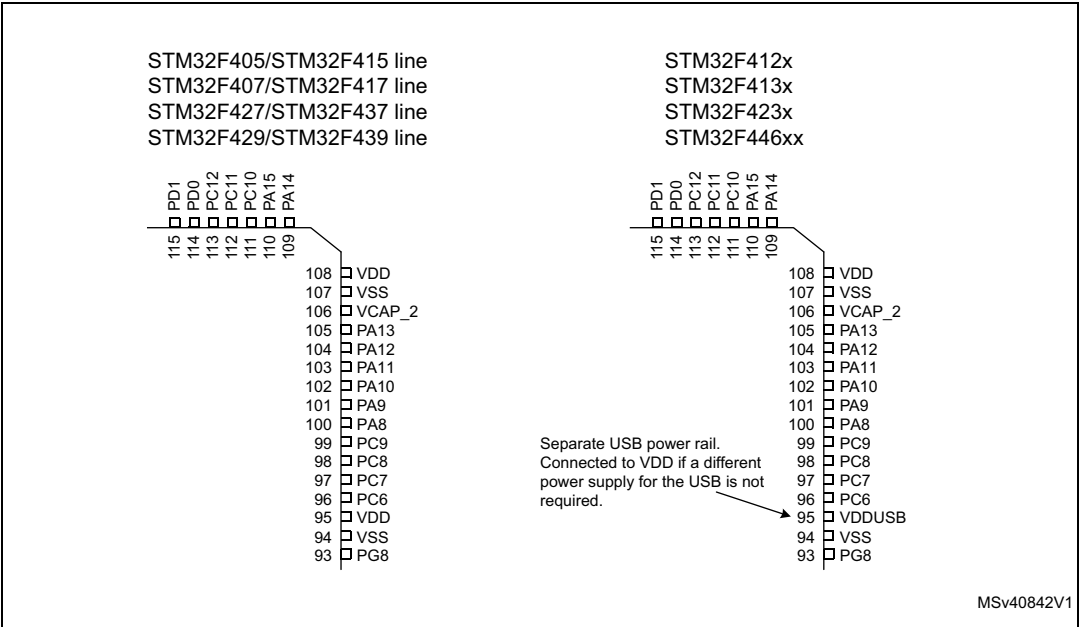 STM32F405/STM32F415 line
STM32F407/STM32F417 line
STM32F427/STM32F437 line
STM32F429/STM32F439 line
PD1
PD0
PC12
PC11
PC10
PA15
PA14
115
114
113
112
111
110
109
108 VDD
107 VSS
106 VCAP_2
105 PA13
104 PA12
103 PA11
102 PA10
101 PA9
100 PA8
99 PC9
98 PC8
97 PC7
96 PC6
95 VDD
94 VSS
93 PG8
STM32F412x
STM32F413x
STM32F423x
STM32F446xx
PD1
PD0
PC12
PC11
PC10
PA15
PA14
115
114
113
112
111
110
109
108 VDD
107 VSS
106 VCAP_2
105 PA13
104 PA12
103 PA11
102 PA10
101 PA9
100 PA8
99 PC9
98 PC8
97 PC7
96 PC6
95 VDDUSB
94 VSS
93 PG8
Separate USB power rail.
Connected to VDD if a different
power supply for the USB is not
required.
MSv40842V1